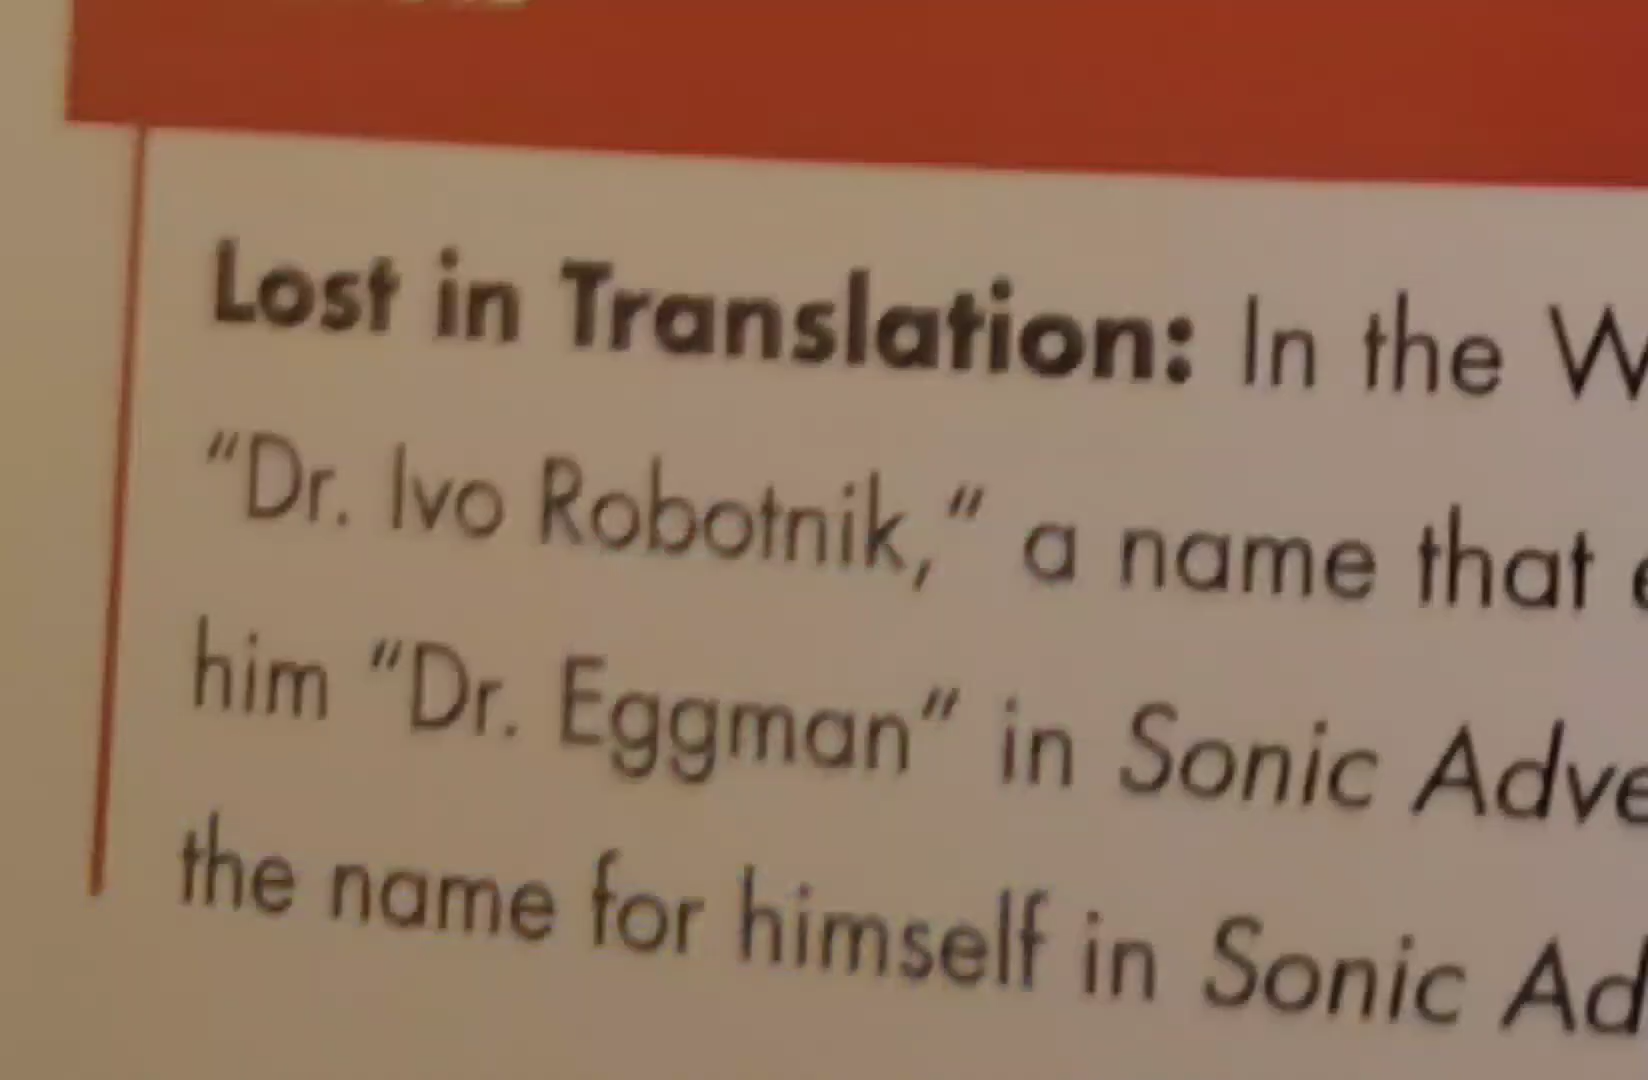 Lost in Translation: In the W
“Dr. Ivo Robotnik,” a name that
him “Dr. Eggman” in Sonic Adve
the name for himself in Sonic Ad